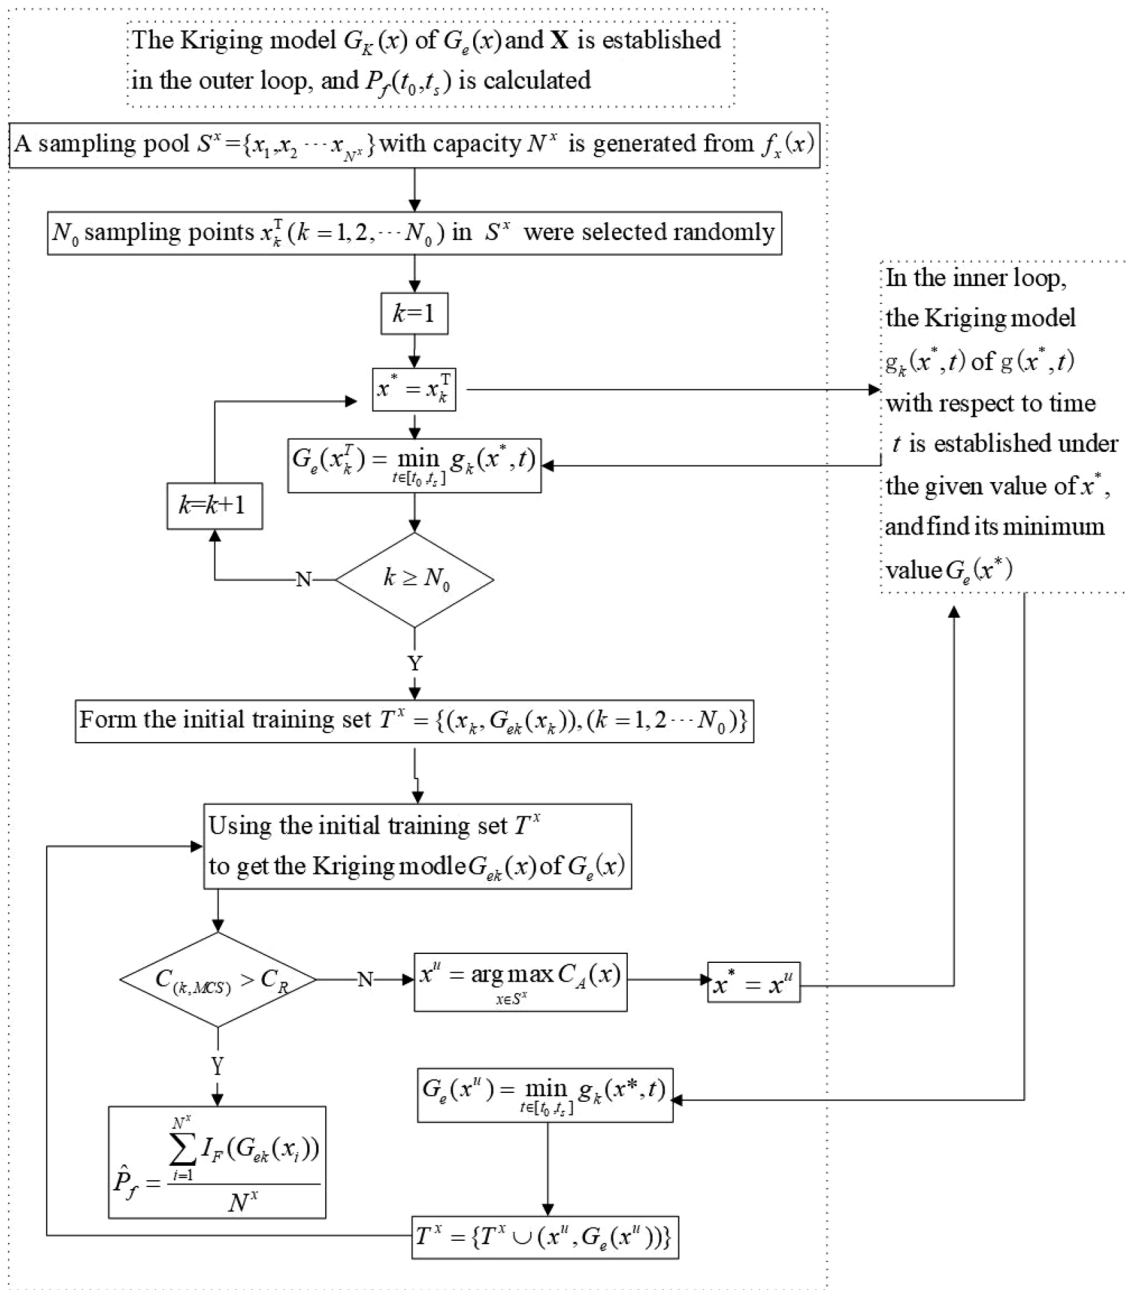 The Kriging model G_K(x) of G_e(x) and X is established
in the outer loop, and P_f(t_0,t_s) is calculated
A sampling pool S^x={x_1,x_2 ⋯x_{N^x}} with capacity N^x is generated from f_x(x)
N_0 sampling points x_k^T(k = 1, 2, ⋯N_0) in S^x were selected randomly
k=1
x^* = x_k^T
G_e(x_k^T) = min g_k(x^*,t)
t∈[t_0,t_s]
k=k+1
k ≥ N_0
N
Y
In the inner loop,
the Kriging model
g_k(x^*,t) of g(x^*,t)
with respect to time
t is established under
the given value of x^*,
and find its minimum
value G_e(x^*)
Form the initial training set T^x = {(x_k, G_{ek}(x_k)), (k = 1, 2⋯N_0)}
Using the initial training set T^x
to get the Kriging modle G_{ek}(x) of G_e(x)
C_{(k,MCS)} > C_R
N
x^u = arg max C_A(x)
x∈S^x
x^* = x^u
Y
G_e(x^u) = min g_k(x*,t)
t∈[t_0,t_s]
P̂_f = \frac{\sum_{i=1}^{N^x} I_F(G_{ek}(x_i))}{N^x}
T^x = {T^x ∪ (x^u, G_e(x^u))}